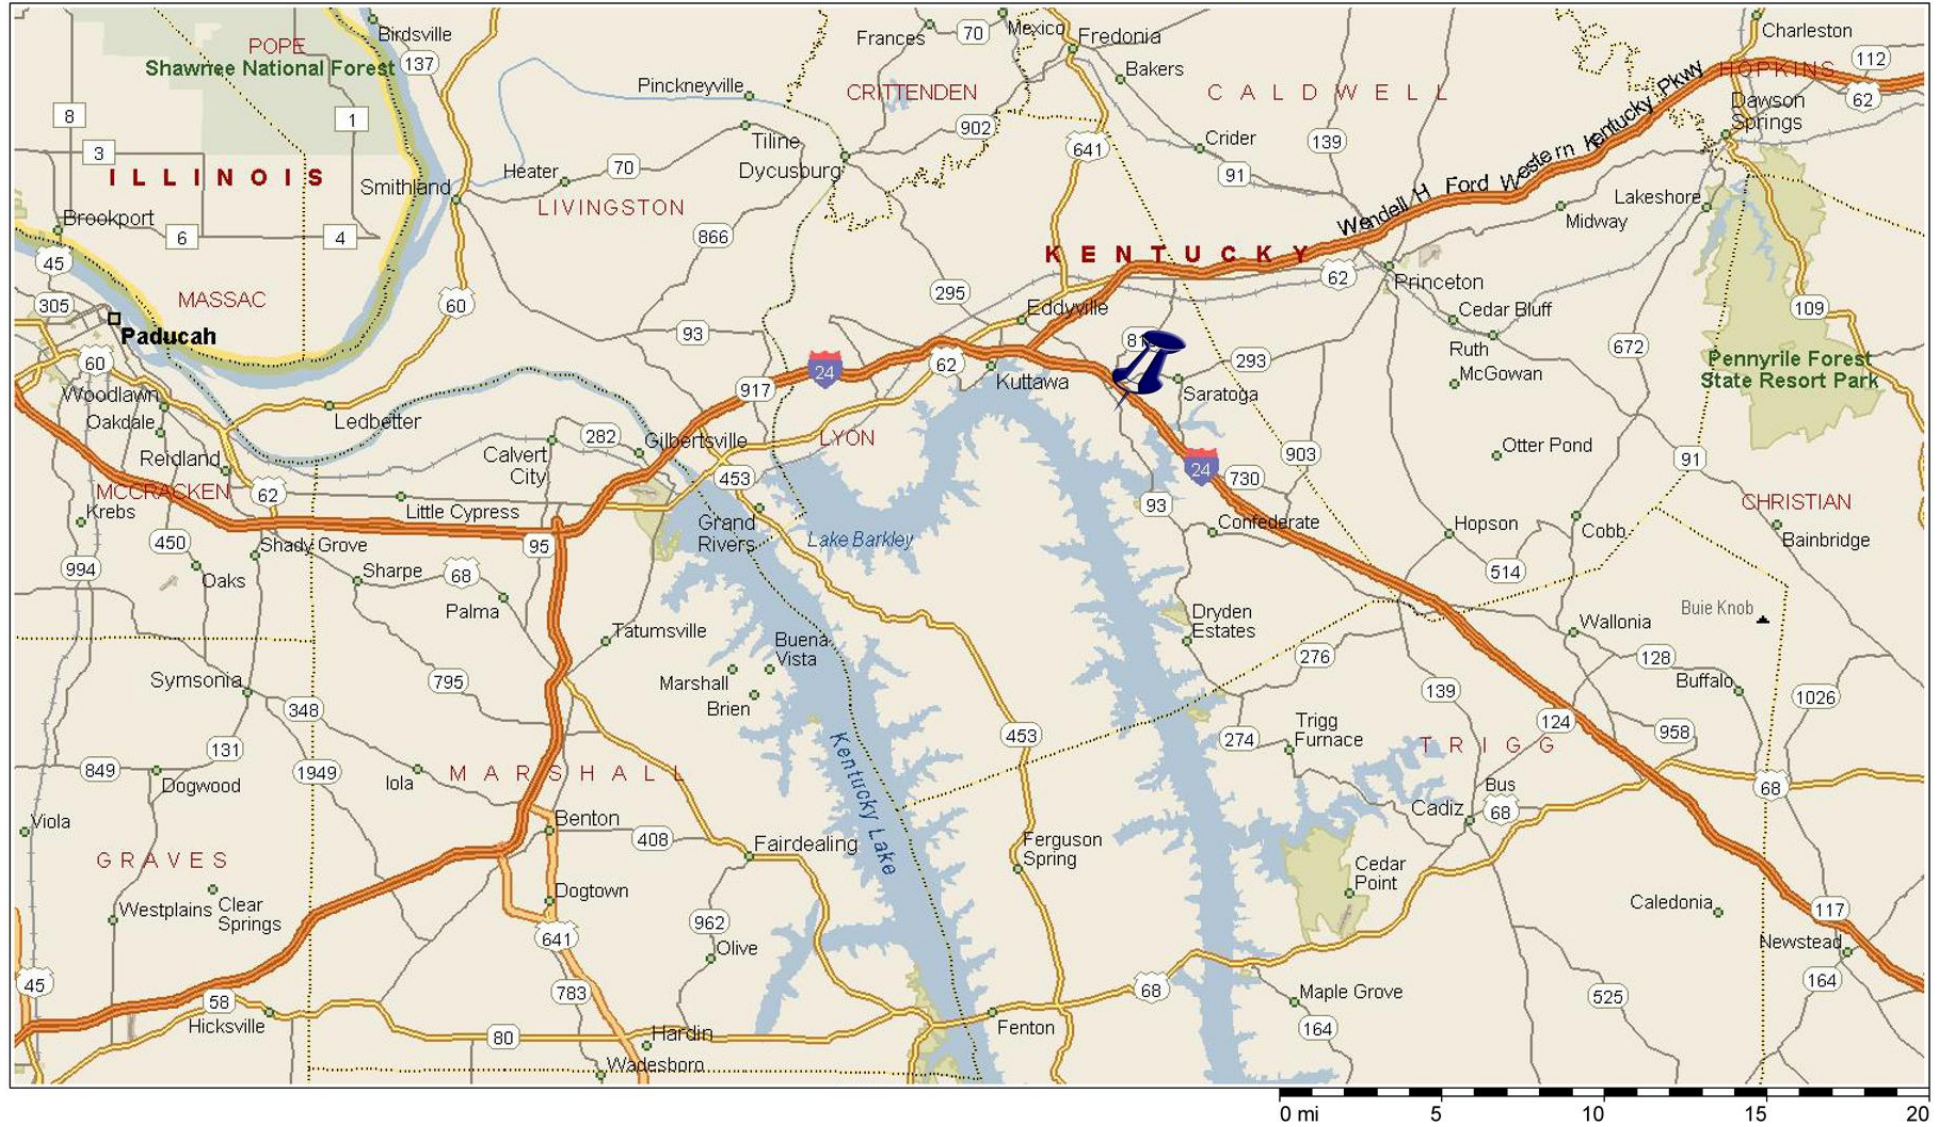 Birdsville
Frances
70
Mexico
Fredonia
Charleston
POPE
Shawnee National Forest
137
Bakers
112
Pinckneyville
CRITTENDEN
CALDWELL
HOPKINS
62
8
1
902
Dawson
Springs
Tiline
641
Crider
139
3
Dycusburg
Wendell H Ford Western Kentucky Pkwy
ILLINOIS
Smithland
Heater
70
91
Lakeshore
LIVINGSTON
Midway
Brookport
6
4
866
KENTUCKY
45
62
Princeton
MASSAC
305
60
295
Eddyville
Cedar Bluff
109
Paducah
93
81
293
Ruth
672
Pennyrile Forest
State Resort Park
60
24
62
Kuttawa
McGowan
Woodlawn
917
Saratoga
Oakdale
Ledbetter
282
Gilbertsville
LYON
Otter Pond
Reidland
Calvert
City
453
24
730
903
91
MCCRACKEN
62
Little Cypress
Grand
Rivers
93
CHRISTIAN
Krebs
Confederate
Hopson
Cobb
450
Shady Grove
95
Lake Barkley
Bainbridge
994
Oaks
Sharpe
68
514
Palma
Dryden
Estates
Buie Knob
Tatumsville
Buena
Vista
Wallonia
276
128
Symsonia
795
Marshall
Brien
139
Buffalo
1026
348
Trigg
Furnace
124
131
453
274
TRIGG
958
849
Dogwood
1949
Iola
MARSHALL
Kentucky Lake
Bus
68
68
Viola
Benton
408
Fairdealing
Ferguson
Spring
Cadiz
GRAVES
Cedar
Point
Westplains
Clear
Springs
Dogtown
962
Caledonia
117
641
Olive
Newstead
45
58
783
68
Maple Grove
525
164
Hicksville
80
Hardin
Fenton
164
Wadesboro
0 mi
5
10
15
20